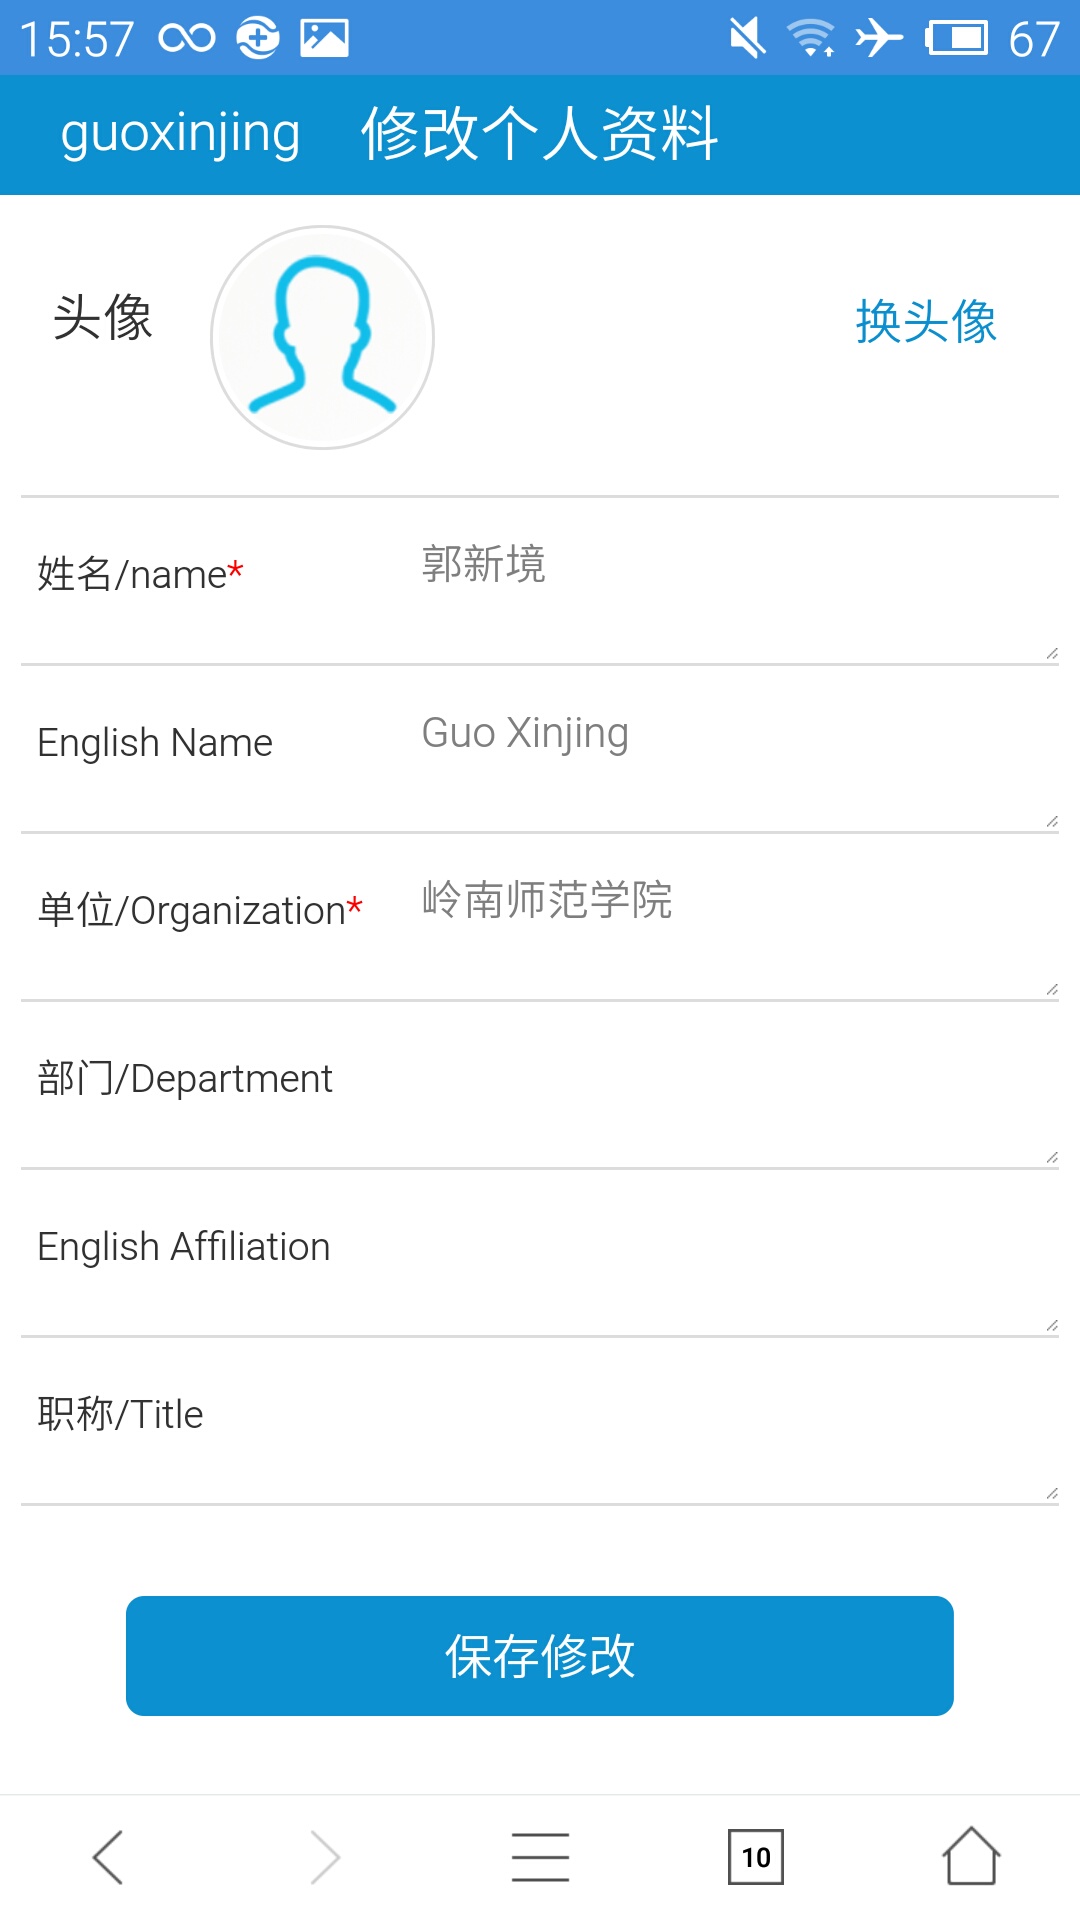 15:57
67
guoxinjing 修改个人资料
头像
换头像
姓名/name* 郭新境
English Name Guo Xinjing
单位/Organization* 岭南师范学院
部门/Department
English Affiliation
职称/Title
保存修改
10